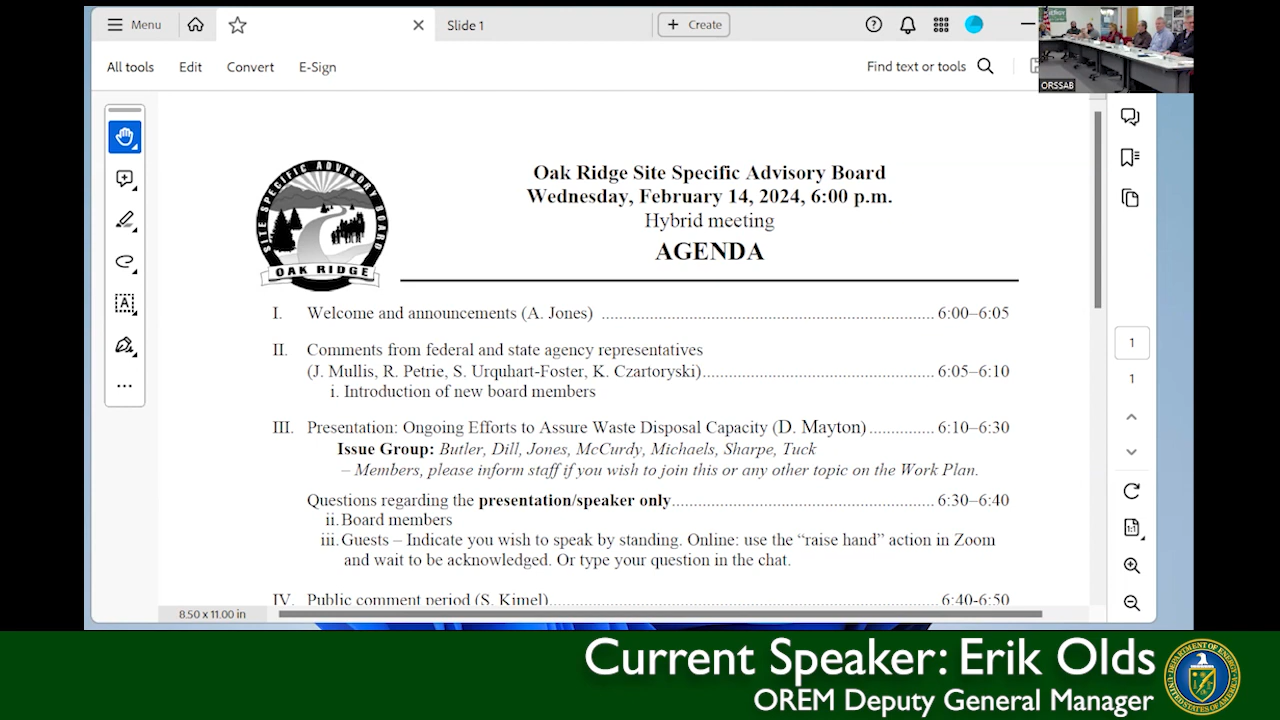 Menu
Slide 1
Create
All tools
Edit
Convert
E-Sign
Find text or tools
ORSSAB
SITE SPECIFIC ADVISORY BOARD
OAK RIDGE
Oak Ridge Site Specific Advisory Board
Wednesday, February 14, 2024, 6:00 p.m.
Hybrid meeting
AGENDA
I. Welcome and announcements (A. Jones) ........ 6:00–6:05
II. Comments from federal and state agency representatives
(J. Mullis, R. Petrie, S. Urquhart-Foster, K. Czartoryski)........ 6:05–6:10
i. Introduction of new board members
III. Presentation: Ongoing Efforts to Assure Waste Disposal Capacity (D. Mayton) ........ 6:10–6:30
Issue Group: Butler, Dill, Jones, McCurdy, Michaels, Sharpe, Tuck
– Members, please inform staff if you wish to join this or any other topic on the Work Plan.
Questions regarding the presentation/speaker only........ 6:30–6:40
ii. Board members
iii. Guests – Indicate you wish to speak by standing. Online: use the “raise hand” action in Zoom
and wait to be acknowledged. Or type your question in the chat.
IV. Public comment period (S. Kimel)........ 6:40-6:50
1
1
1:1
8.50 x 11.00 in
Current Speaker: Erik Olds
OREM Deputy General Manager
DEPARTMENT OF ENERGY
UNITED STATES OF AMERICA